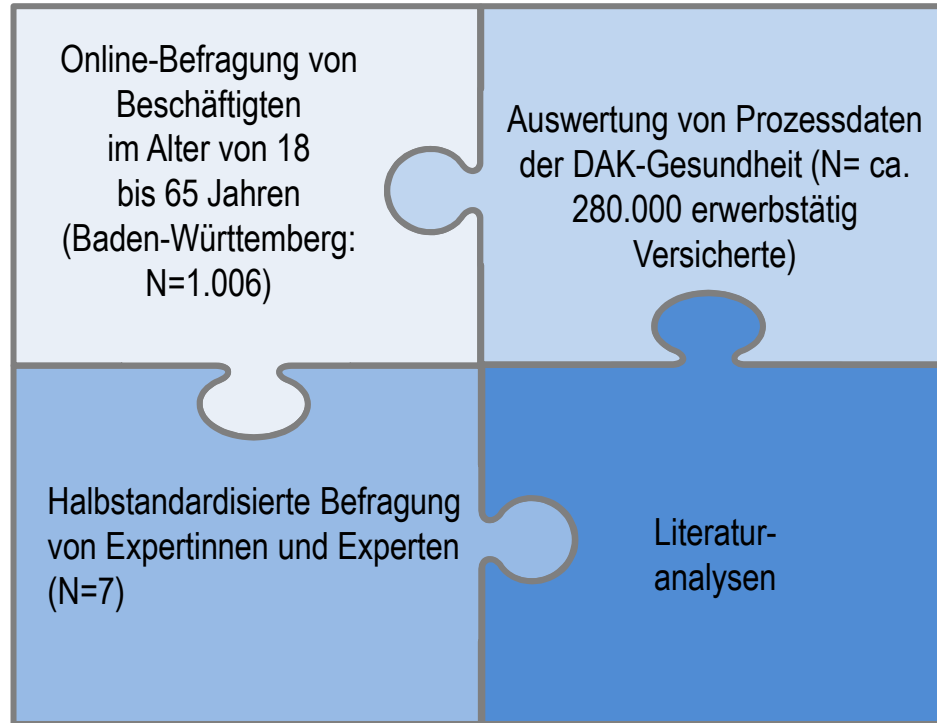 Online-Befragung von
Beschäftigten
im Alter von 18
bis 65 Jahren
(Baden-Württemberg:
N=1.006)
Auswertung von Prozessdaten
der DAK-Gesundheit (N= ca.
280.000 erwerbstätig
Versicherte)
Halbstandardisierte Befragung
von Expertinnen und Experten
(N=7)
Literatur-
analysen